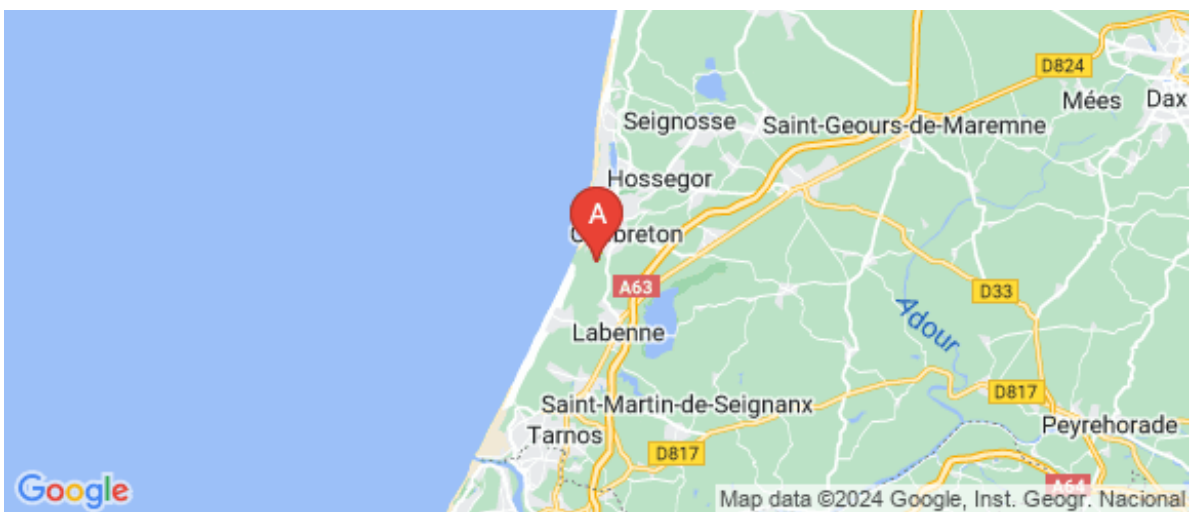 D824
Mées
Dax
Seignosse
Saint-Geours-de-Maremne
Hossegor
A
breton
A63
D33
Adour
Labenne
Saint-Martin-de-Seignanx
D817
Tarnos
Peyrehorade
D817
A64
Google
Map data ©2024 Google, Inst. Geogr. Nacional